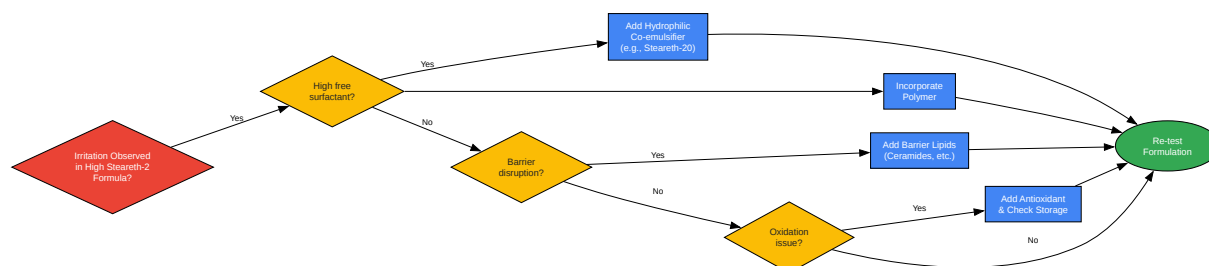 Irritation Observed
in High Steareth-2
Formula?
Yes
High free
surfactant?
Yes
Add Hydrophilic
Co-emulsifier
(e.g., Steareth-20)
Incorporate
Polymer
No
Barrier
disruption?
Yes
Add Barrier Lipids
(Ceramides, etc.)
No
Oxidation
issue?
Yes
Add Antioxidant
& Check Storage
No
Re-test
Formulation